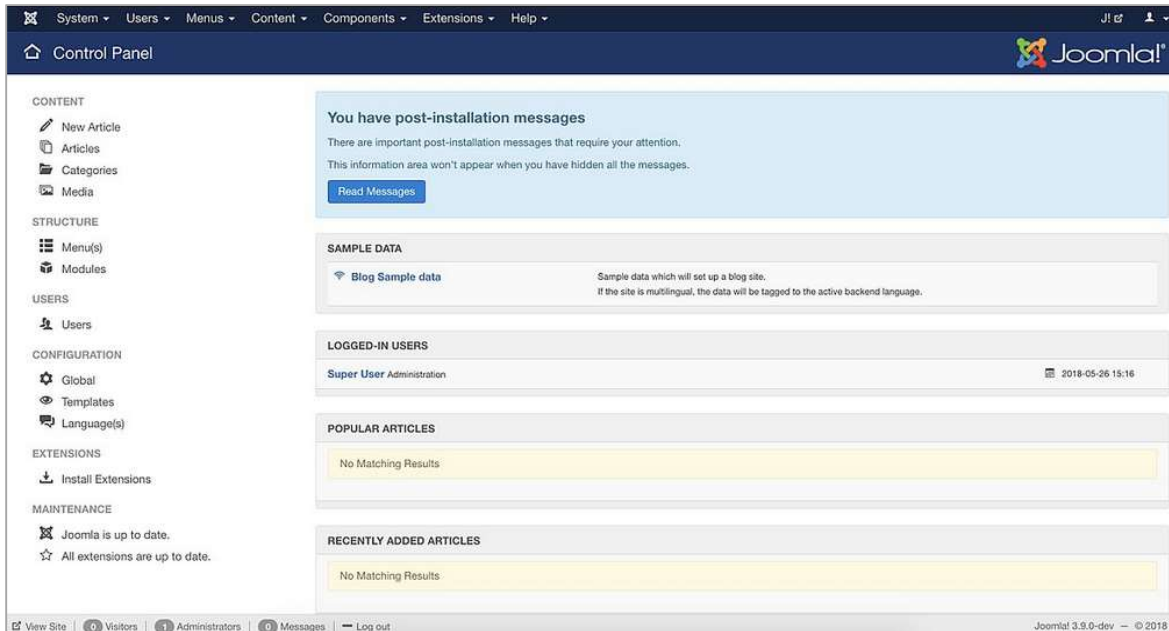 System Users Menus Content Components Extensions Help J!
Control Panel
Joomla!®
CONTENT
New Article
Articles
Categories
Media
STRUCTURE
Menu(s)
Modules
USERS
Users
CONFIGURATION
Global
Templates
Language(s)
EXTENSIONS
Install Extensions
MAINTENANCE
Joomla is up to date.
All extensions are up to date.
You have post-installation messages
There are important post-installation messages that require your attention.
This information area won't appear when you have hidden all the messages.
Read Messages
SAMPLE DATA
Blog Sample data
Sample data which will set up a blog site.
If the site is multilingual, the data will be tagged to the active backend language.
LOGGED-IN USERS
Super User Administration 2018-05-26 15:16
POPULAR ARTICLES
No Matching Results
RECENTLY ADDED ARTICLES
No Matching Results
View Site 0 Visitors 1 Administrators 0 Messages Log out Joomla! 3.9.0-dev — © 2018